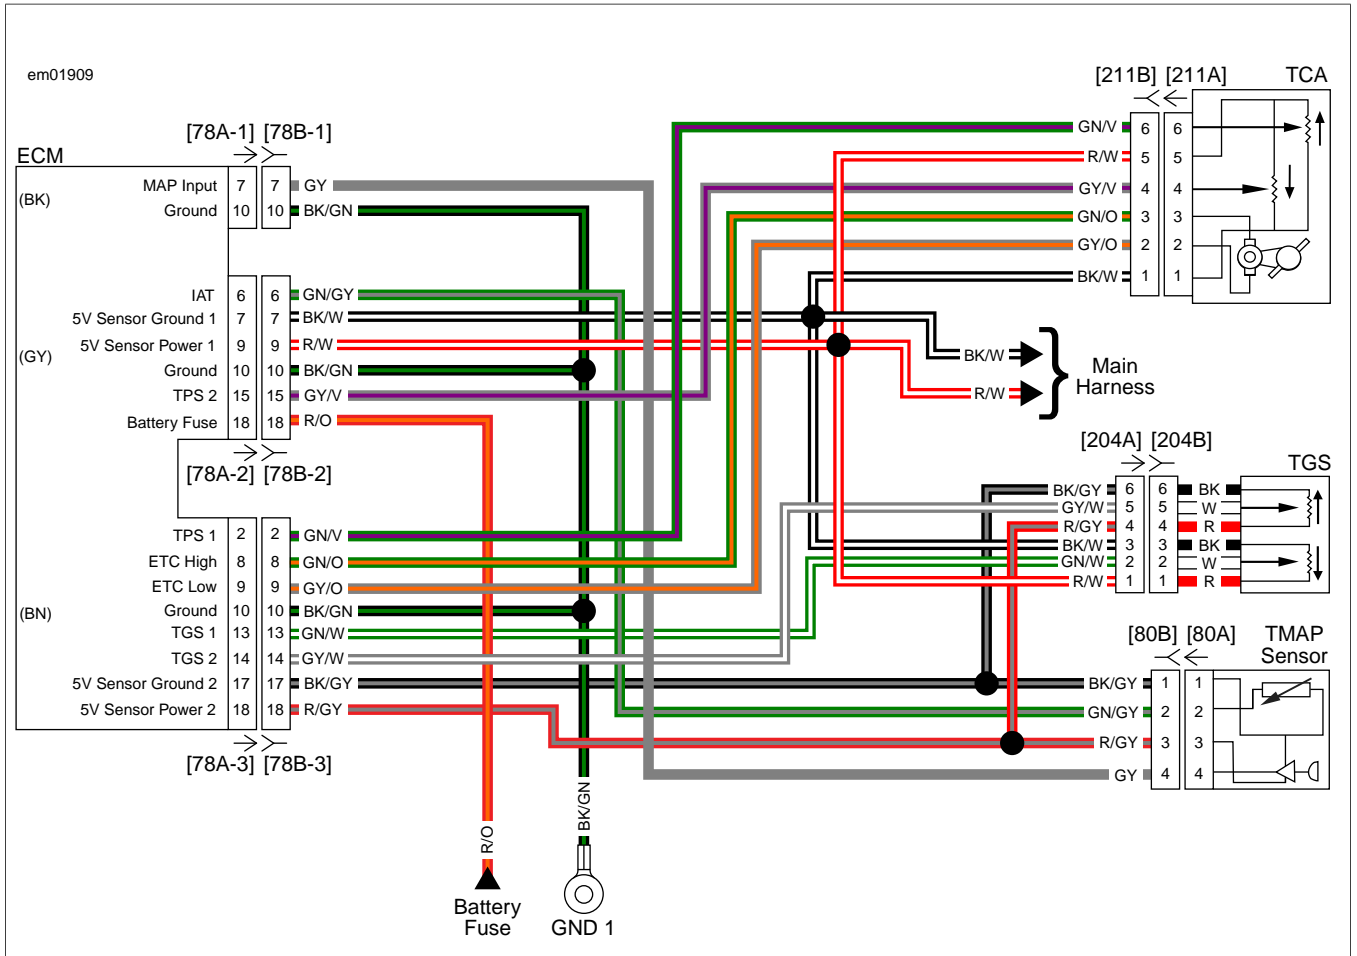 em01909
[211B] [211A] TCA
[78A-1] [78B-1]
ECM
(BK)
MAP Input 7 7 GY
Ground 10 10 BK/GN
GN/V 6 6
R/W 5 5
GY/V 4 4
GN/O 3 3
GY/O 2 2
BK/W 1 1
(GY)
IAT 6 6 GN/GY
5V Sensor Ground 1 7 7 BK/W
5V Sensor Power 1 9 9 R/W
Ground 10 10 BK/GN
TPS 2 15 15 GY/V
Battery Fuse 18 18 R/O
[78A-2] [78B-2]
BK/W
R/W
Main
Harness
[204A] [204B]
TGS
BK/GY 6 6 BK
GY/W 5 5 W
R/GY 4 4 R
BK/W 3 3 BK
GN/W 2 2 W
R/W 1 1 R
(BN)
TPS 1 2 2 GN/V
ETC High 8 8 GN/O
ETC Low 9 9 GY/O
Ground 10 10 BK/GN
TGS 1 13 13 GN/W
TGS 2 14 14 GY/W
5V Sensor Ground 2 17 17 BK/GY
5V Sensor Power 2 18 18 R/GY
[78A-3] [78B-3]
[80B] [80A] TMAP
Sensor
BK/GY 1 1
GN/GY 2 2
R/GY 3 3
GY 4 4
R/O
BK/GN
Battery
Fuse
GND 1